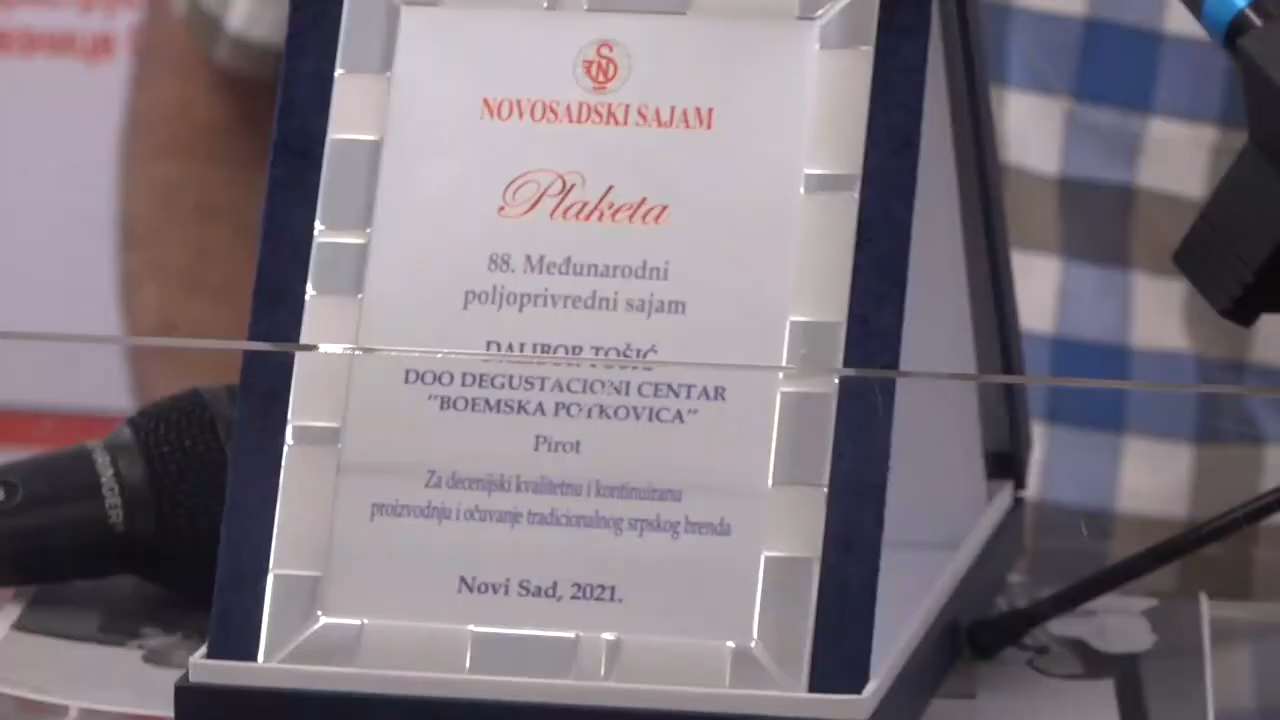 NOVOSADSKI SAJAM
Plaketa
88. Međunarodni
poljoprivredni sajam
DALIBOR TOŠIĆ
DOO DEGUSTACIONI CENTAR
"BOEMSKA POTKOVICA"
Pirot
Za decenijski kvalitetnu i kontinuiranu
proizvodnju i očuvanje tradicionalnog srpskog brenda
Novi Sad, 2021.